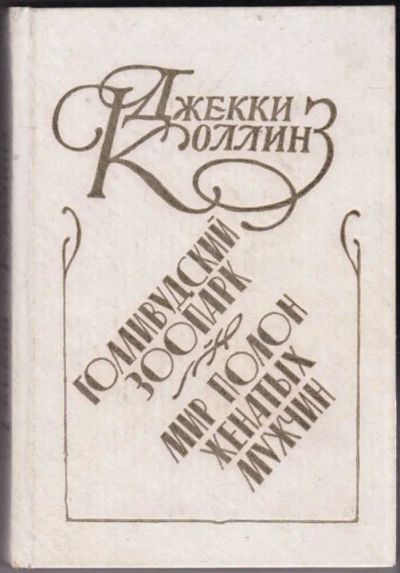 ДЖЕККИ
КОЛЛИНЗ
ГОЛЛИВУДСКИЙ
ЗООПАРК
МИР ПОЛОН
ЖЕНАТЫХ
МУЖЧИН